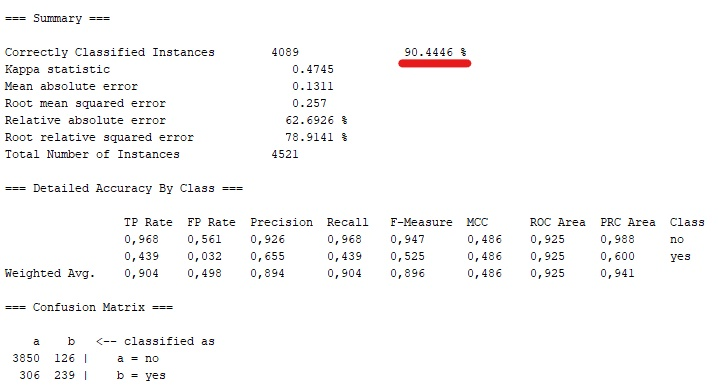 === Summary ===
Correctly Classified Instances 4089 90.4446 %
Kappa statistic 0.4745
Mean absolute error 0.1311
Root mean squared error 0.257
Relative absolute error 62.6926 %
Root relative squared error 78.9141 %
Total Number of Instances 4521
=== Detailed Accuracy By Class ===
TP Rate FP Rate Precision Recall F-Measure MCC ROC Area PRC Area Class
0,968 0,561 0,926 0,968 0,947 0,486 0,925 0,988 no
0,439 0,032 0,655 0,439 0,525 0,486 0,925 0,600 yes
Weighted Avg. 0,904 0,498 0,894 0,904 0,896 0,486 0,925 0,941
=== Confusion Matrix ===
a b <-- classified as
3850 126 | a = no
306 239 | b = yes